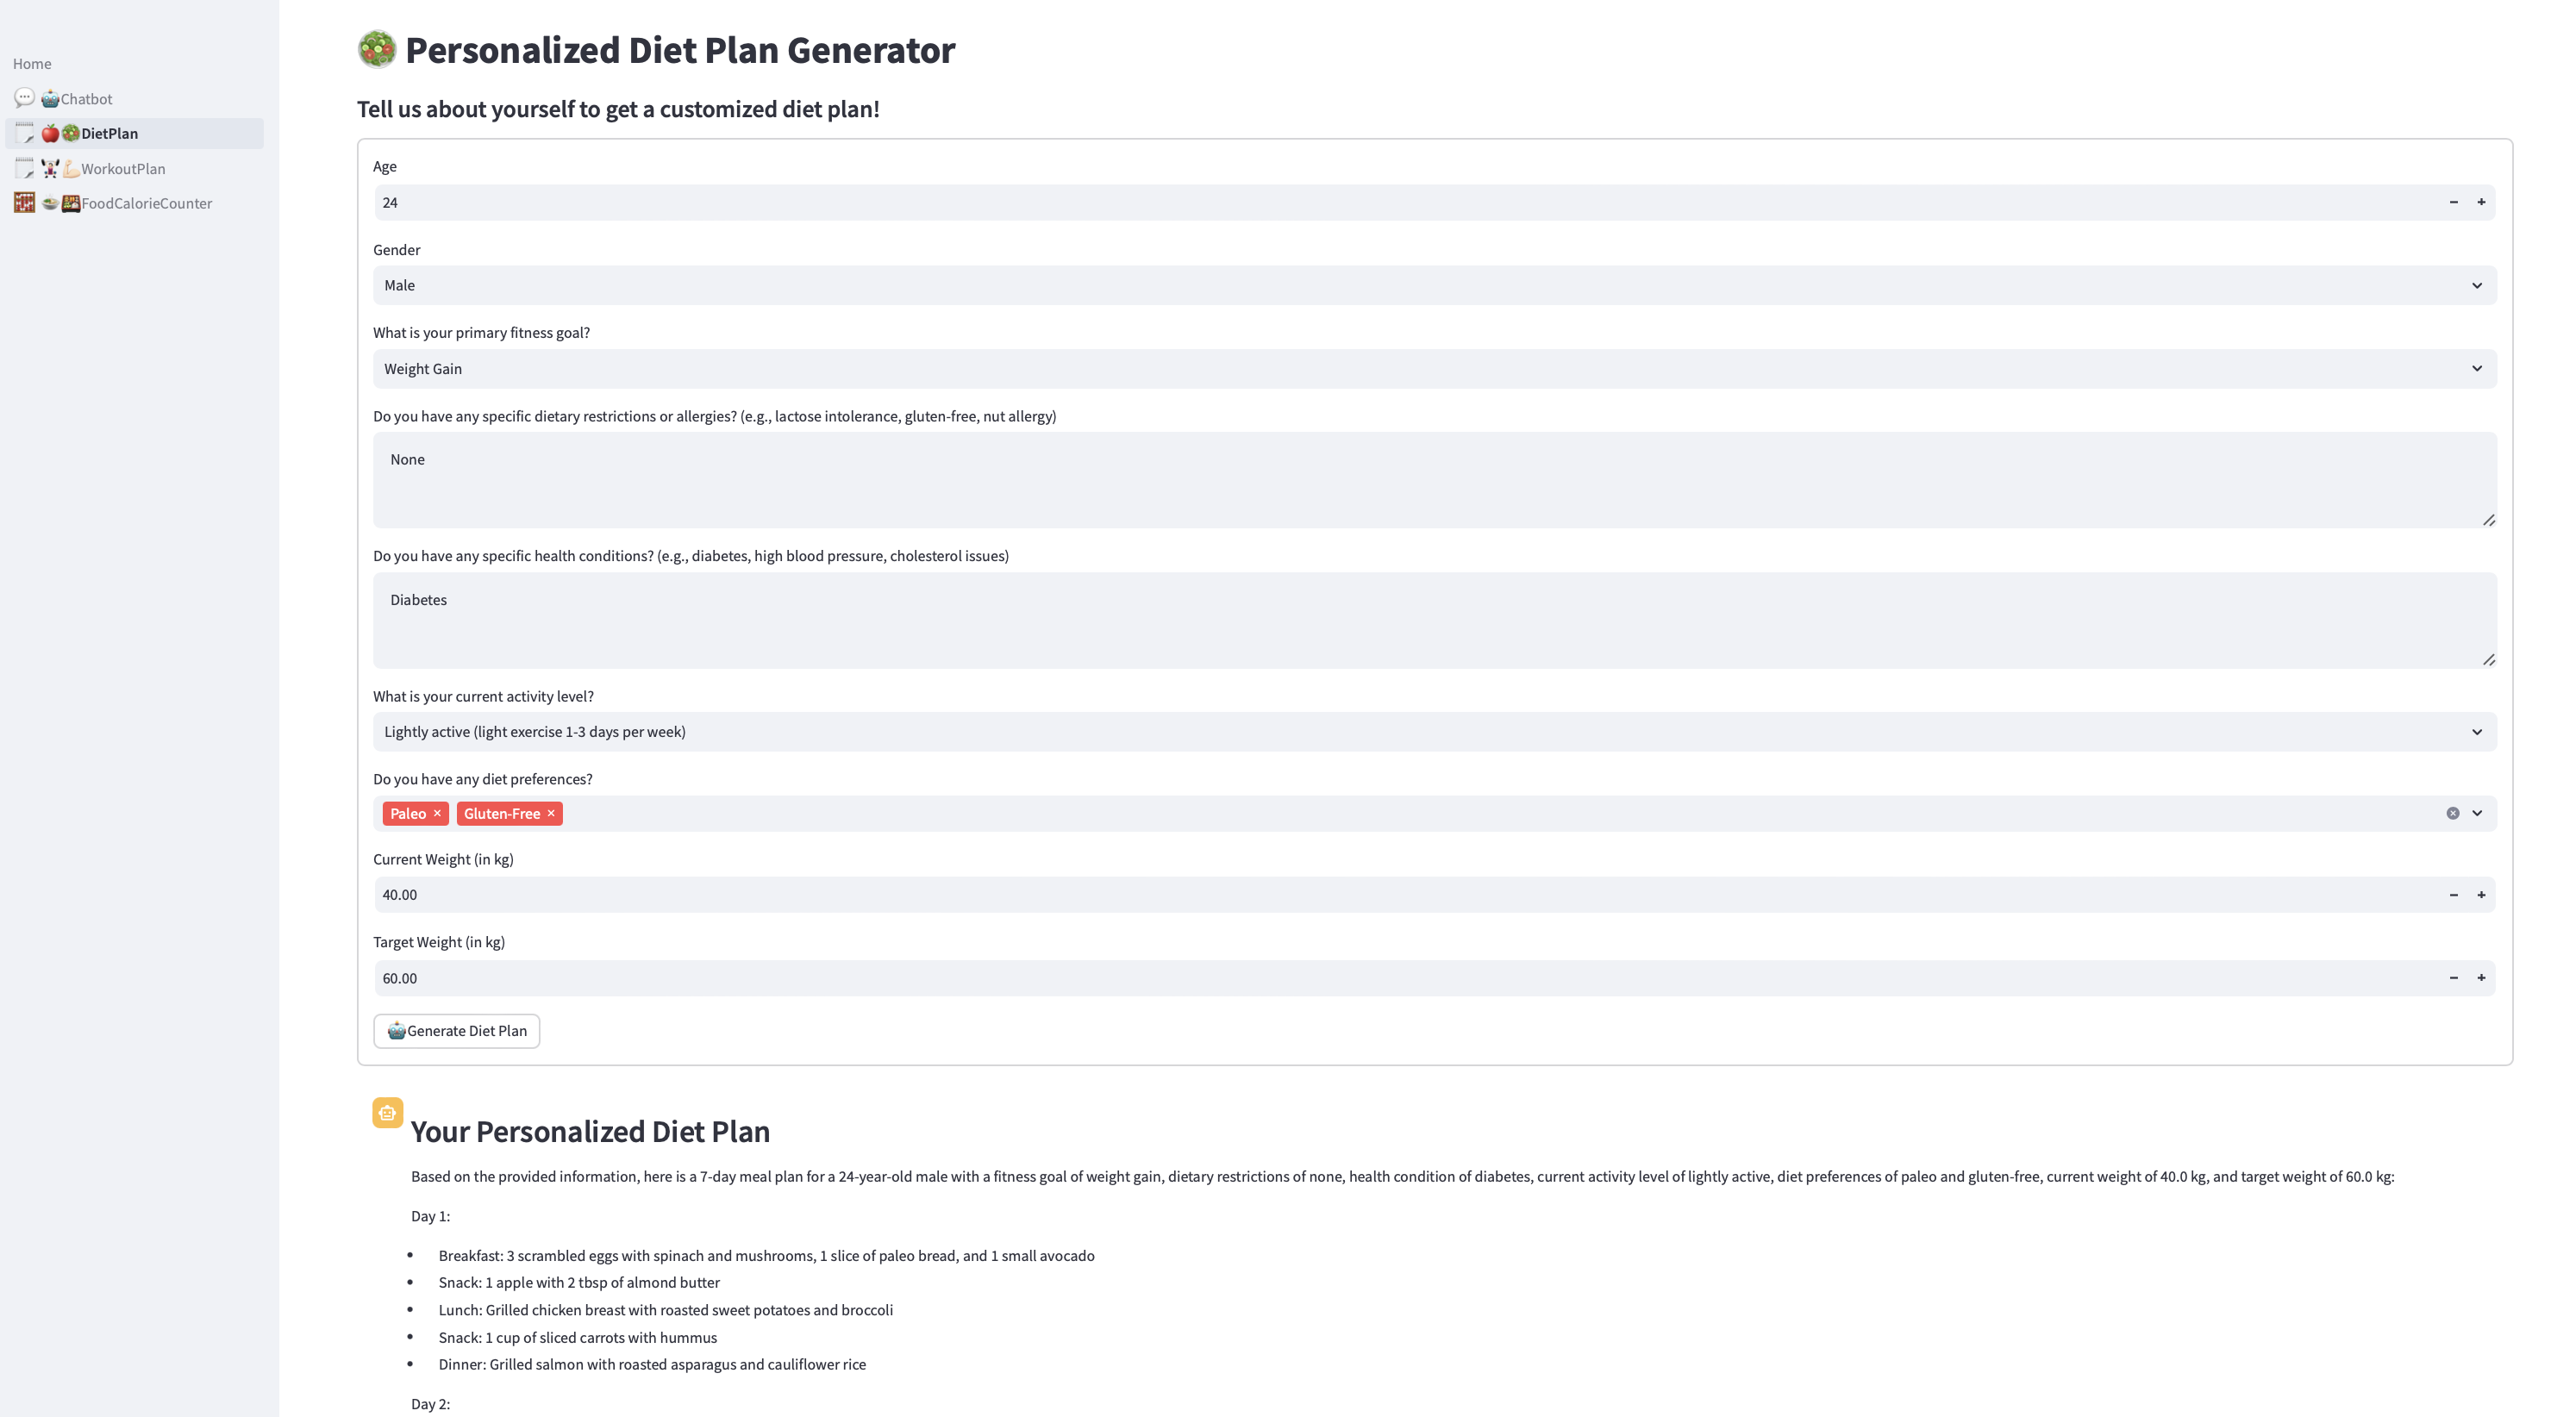 Home
Chatbot
DietPlan
WorkoutPlan
FoodCalorieCounter
Personalized Diet Plan Generator
Tell us about yourself to get a customized diet plan!
Age
24
Gender
Male
What is your primary fitness goal?
Weight Gain
Do you have any specific dietary restrictions or allergies? (e.g., lactose intolerance, gluten-free, nut allergy)
None
Do you have any specific health conditions? (e.g., diabetes, high blood pressure, cholesterol issues)
Diabetes
What is your current activity level?
Lightly active (light exercise 1-3 days per week)
Do you have any diet preferences?
Paleo × Gluten-Free ×
Current Weight (in kg)
40.00
Target Weight (in kg)
60.00
Generate Diet Plan
Your Personalized Diet Plan
Based on the provided information, here is a 7-day meal plan for a 24-year-old male with a fitness goal of weight gain, dietary restrictions of none, health condition of diabetes, current activity level of lightly active, diet preferences of paleo and gluten-free, current weight of 40.0 kg, and target weight of 60.0 kg:
Day 1:
• Breakfast: 3 scrambled eggs with spinach and mushrooms, 1 slice of paleo bread, and 1 small avocado
• Snack: 1 apple with 2 tbsp of almond butter
• Lunch: Grilled chicken breast with roasted sweet potatoes and broccoli
• Snack: 1 cup of sliced carrots with hummus
• Dinner: Grilled salmon with roasted asparagus and cauliflower rice
Day 2: